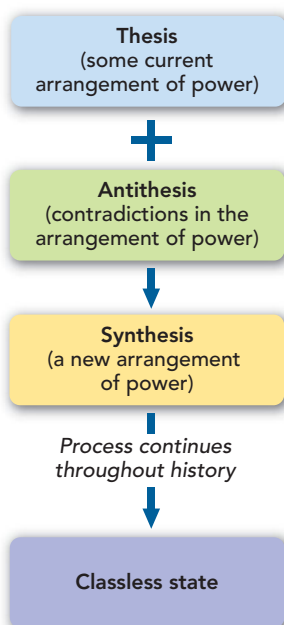 Thesis
(some current
arrangement of power)
Antithesis
(contradictions in the
arrangement of power)
Synthesis
(a new arrangement
of power)
Process continues
throughout history
Classless state